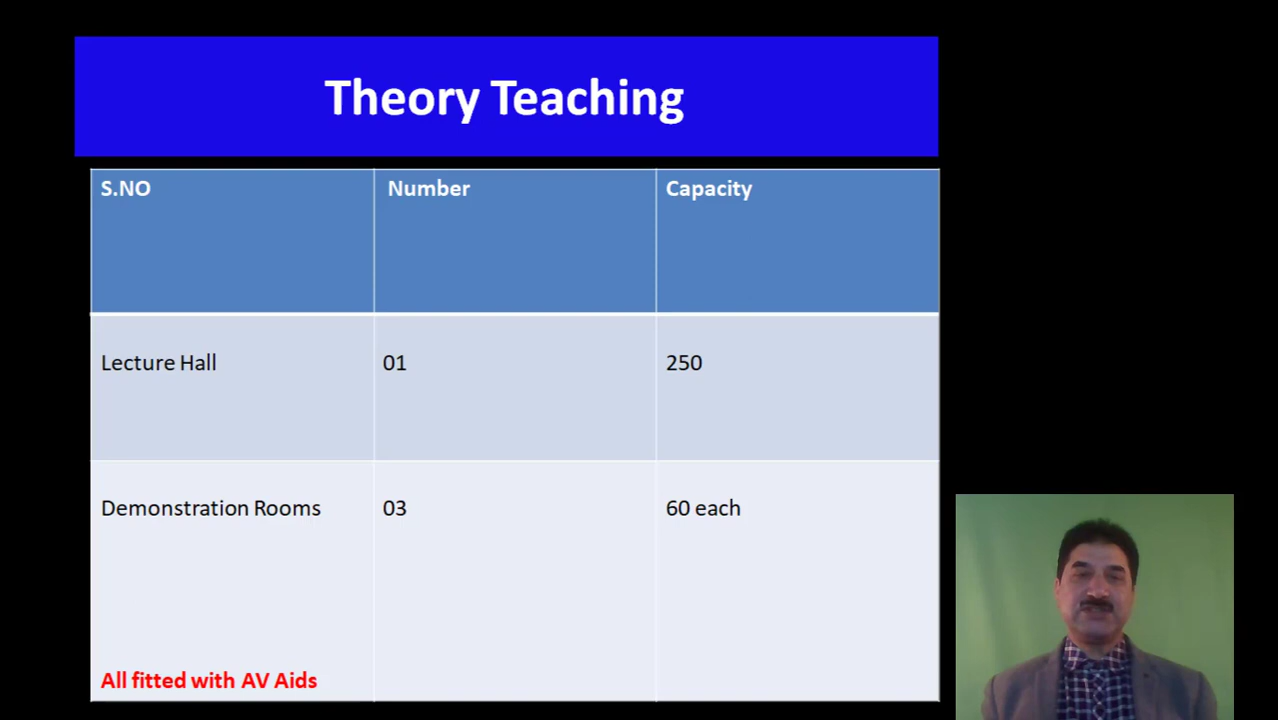 Theory Teaching
S.NO Number Capacity
Lecture Hall 01 250
Demonstration Rooms 03 60 each
All fitted with AV Aids